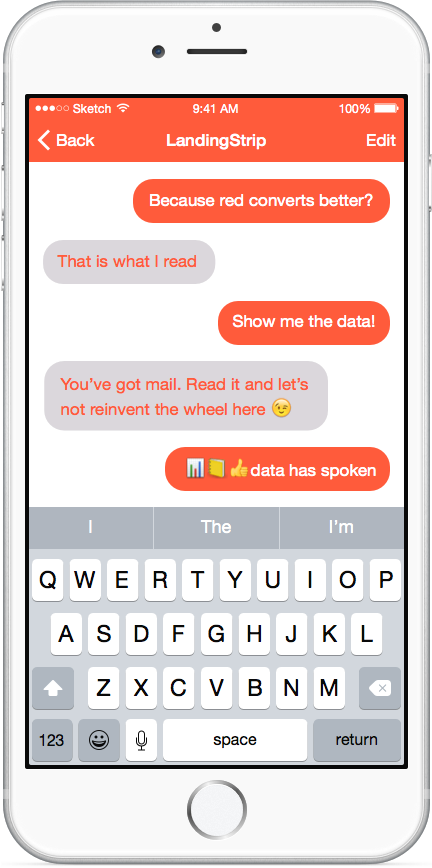 Sketch 9:41 AM 100%
Back LandingStrip Edit
Because red converts better?
That is what I read
Show me the data!
You’ve got mail. Read it and let’s
not reinvent the wheel here 😉
📊📒👍data has spoken
I The I’m
Q W E R T Y U I O P
A S D F G H J K L
Z X C V B N M
123 space return